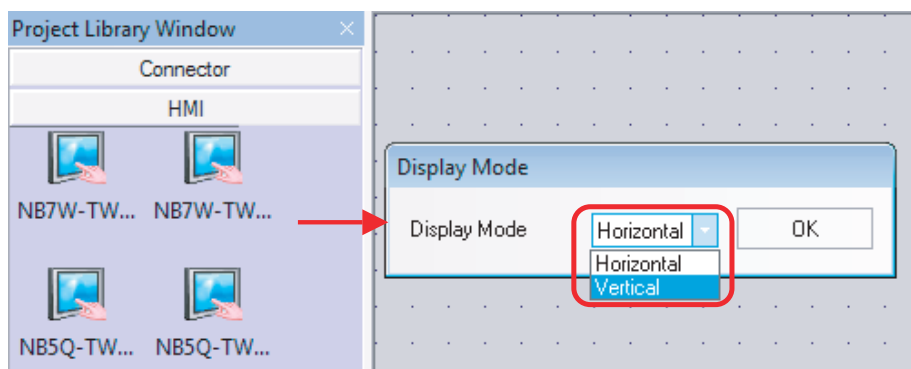 Project Library Window
Connector
HMI
NB7W-TW... NB7W-TW...
NB5Q-TW... NB5Q-TW...
Display Mode
Display Mode Horizontal OK
Horizontal
Vertical